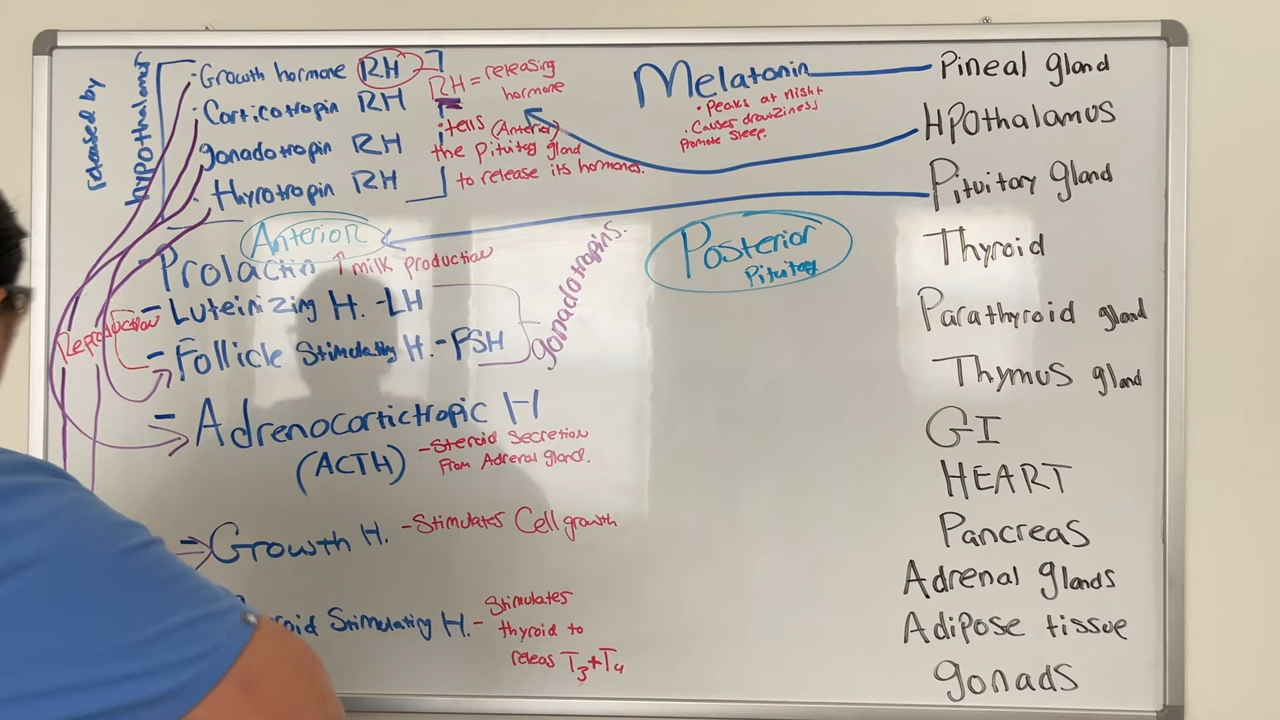 released by
hypothalamus
Growth hormone RH
Corticotropin RH
gonadotropin RH
Thyrotropin RH
RH = releasing
hormone
tells (Anterior)
the pituitary gland
to release its hormones.
Anterior
- Prolactin ↑ milk production
- Luteinizing H. - LH
- Follicle Stimulating H. - FSH
Reproduction
gonadotropins.
- Adrenocortictropic H
(ACTH)
- Steroid Secretion
From Adrenal gland.
- Growth H. - Stimulates Cell growth
Stimulating H. - Stimulates
thyroid to
releas T3 + T4
Melatonin
• Peaks at Night
• Causes drowziness
Promote Sleep.
Posterior
Pituitary
Pineal gland
HPOthalamus
Pituitory gland
Thyroid
Parathyroid gland
Thymus gland
GI
HEART
Pancreas
Adrenal glands
Adipose tissue
gonads